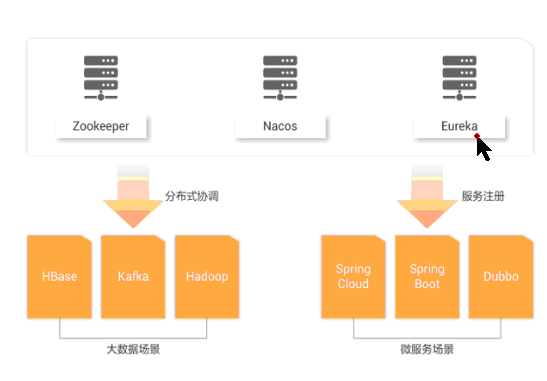 Zookeeper
Nacos
Eureka
分布式协调
服务注册
HBase
Kafka
Hadoop
Spring
Cloud
Spring
Boot
Dubbo
大数据场景
微服务场景